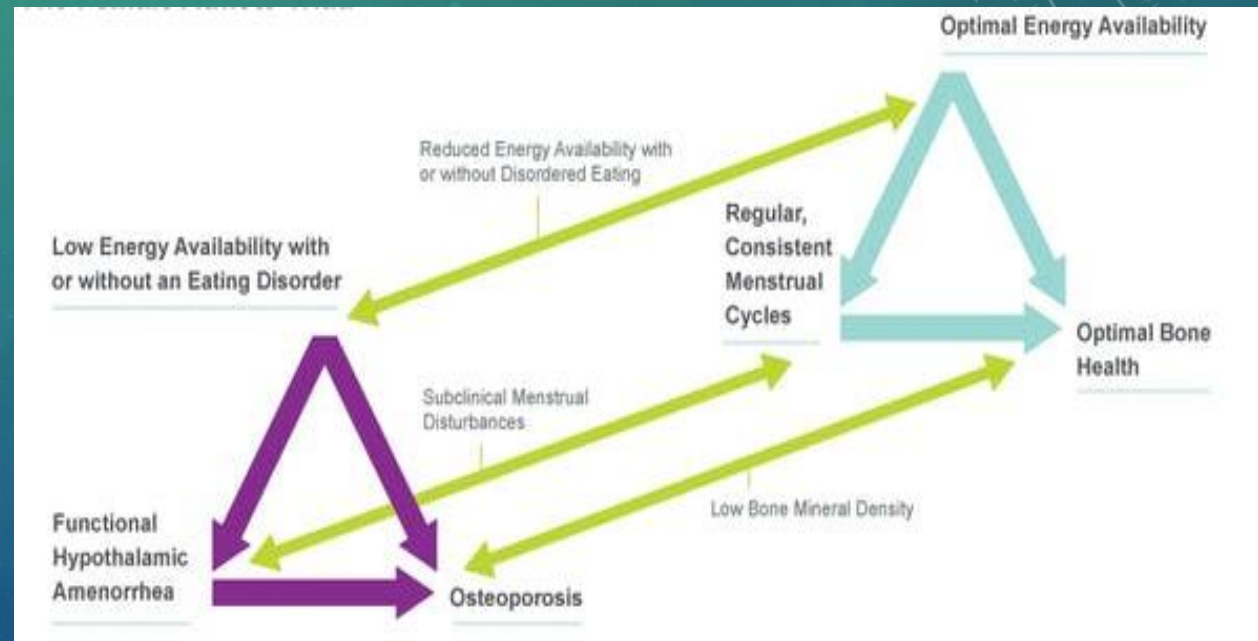 Optimal Energy Availability
Reduced Energy Availability with
or without Disordered Eating
Regular,
Consistent
Menstrual
Cycles
Low Energy Availability with
or without an Eating Disorder
Optimal Bone
Health
Subclinical Menstrual
Disturbances
Low Bone Mineral Density
Functional
Hypothalamic
Amenorrhea
Osteoporosis